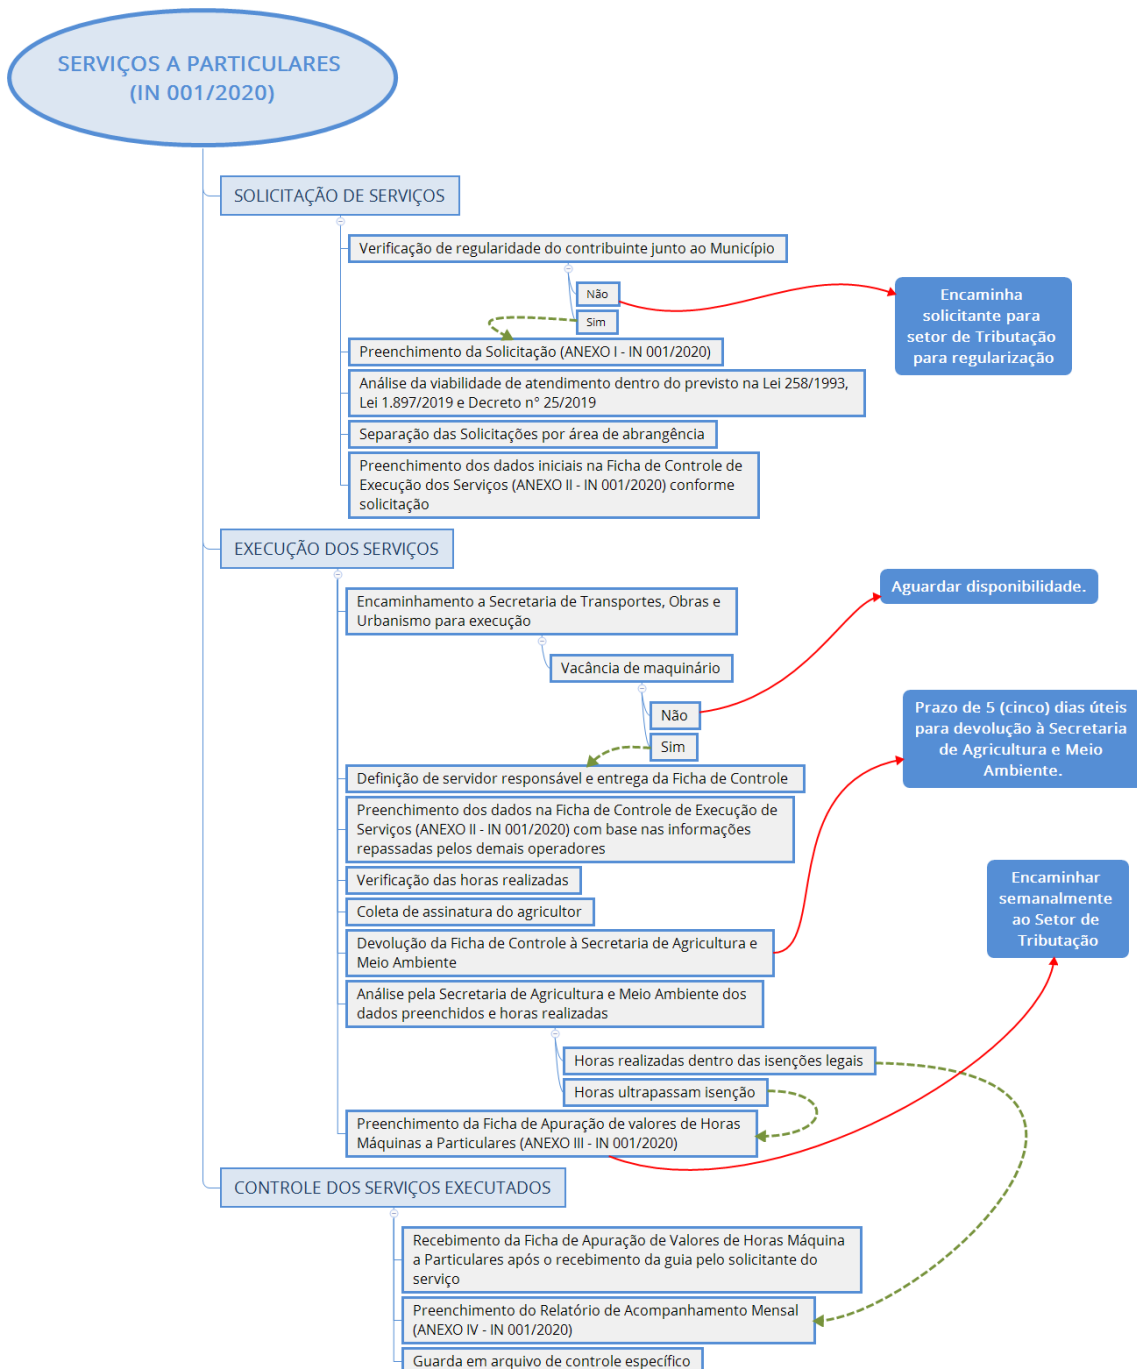 SERVIÇOS A PARTICULARES
(IN 001/2020)
SOLICITAÇÃO DE SERVIÇOS
Verificação de regularidade do contribuinte junto ao Município
Não
Sim
Encaminha
solicitante para
setor de Tributação
para regularização
Preenchimento da Solicitação (ANEXO I - IN 001/2020)
Análise da viabilidade de atendimento dentro do previsto na Lei 258/1993,
Lei 1.897/2019 e Decreto n° 25/2019
Separação das Solicitações por área de abrangência
Preenchimento dos dados iniciais na Ficha de Controle de
Execução dos Serviços (ANEXO II - IN 001/2020) conforme
solicitação
EXECUÇÃO DOS SERVIÇOS
Encaminhamento a Secretaria de Transportes, Obras e
Urbanismo para execução
Vacância de maquinário
Não
Sim
Aguardar disponibilidade.
Definição de servidor responsável e entrega da Ficha de Controle
Preenchimento dos dados na Ficha de Controle de Execução de
Serviços (ANEXO II - IN 001/2020) com base nas informações
repassadas pelos demais operadores
Verificação das horas realizadas
Coleta de assinatura do agricultor
Devolução da Ficha de Controle à Secretaria de Agricultura e
Meio Ambiente
Prazo de 5 (cinco) dias úteis
para devolução à Secretaria
de Agricultura e Meio
Ambiente.
Análise pela Secretaria de Agricultura e Meio Ambiente dos
dados preenchidos e horas realizadas
Horas realizadas dentro das isenções legais
Horas ultrapassam isenção
Preenchimento da Ficha de Apuração de valores de Horas
Máquinas a Particulares (ANEXO III - IN 001/2020)
Encaminhar
semanalmente
ao Setor de
Tributação
CONTROLE DOS SERVIÇOS EXECUTADOS
Recebimento da Ficha de Apuração de Valores de Horas Máquina
a Particulares após o recebimento da guia pelo solicitante do
serviço
Preenchimento do Relatório de Acompanhamento Mensal
(ANEXO IV - IN 001/2020)
Guarda em arquivo de controle específico